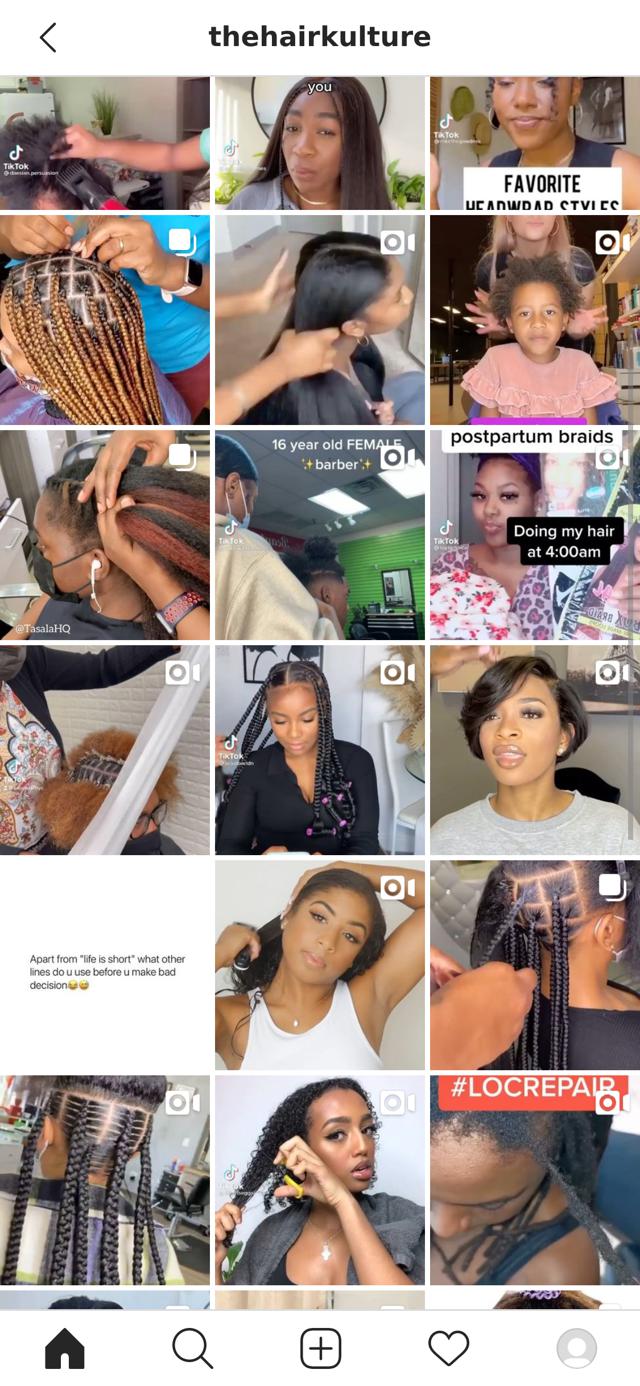 thehairkulture
you
TikTok
TikTok
FAVORITE
HEADWRAP STYLES
@TasalaHQ
16 year old FEMALE
✨barber✨
TikTok
postpartum braids
Doing my hair
at 4:00am
TikTok
TikTok
Apart from "life is short" what other
lines do u use before u make bad
decision😂😅
#LOCREPAIR